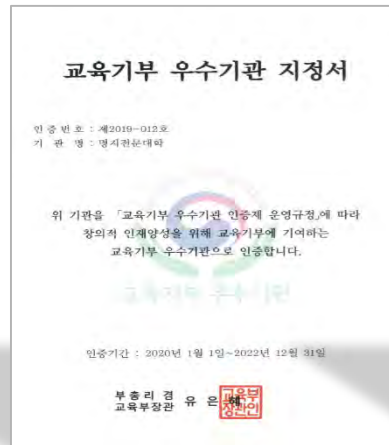 교육기부 우수기관 지정서
인증번호 : 제2019-012호
기 관 명 : 명지전문대학
위 기관을 「교육기부 우수기관 인증제 운영규정」에 따라
창의적 인재양성을 위해 교육기부에 기여하는
교육기부 우수기관으로 인증합니다.
교육기부 우수기관
인증기간 : 2020년 1월 1일~2022년 12월 31일
부총리 겸
교육부장관 유 은 혜
교육부
장관인